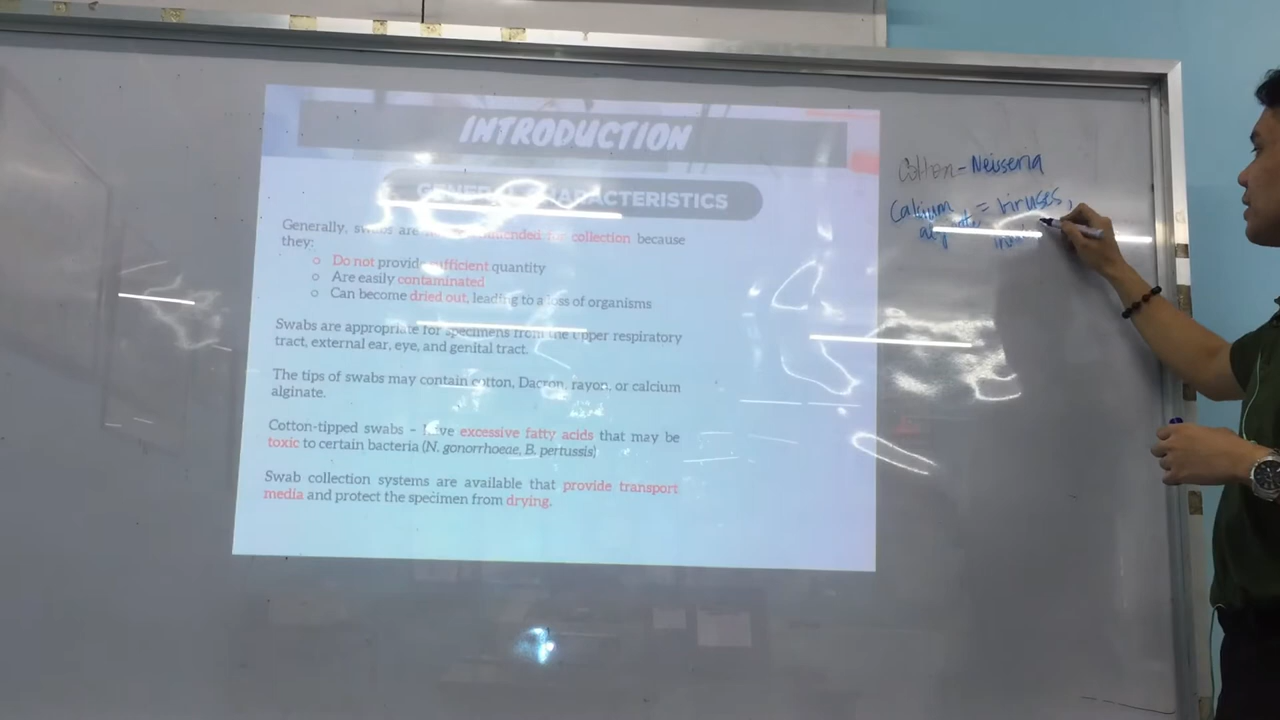 INTRODUCTION
GENERAL CHARACTERISTICS
Generally, swabs are for collection because
they:
Do not provide sufficient quantity
Are easily contaminated
Can become dried out, leading to a loss of organisms
Swabs are appropriate for specimens from the upper respiratory
tract, external ear, eye, and genital tract.
The tips of swabs may contain cotton, Dacron, rayon, or calcium
alginate.
Cotton-tipped swabs – have excessive fatty acids that may be
toxic to certain bacteria (N. gonorrhoeae, B. pertussis)
Swab collection systems are available that provide transport
media and protect the specimen from drying.
Cotton - Neisseria
Calcium = Viruses,